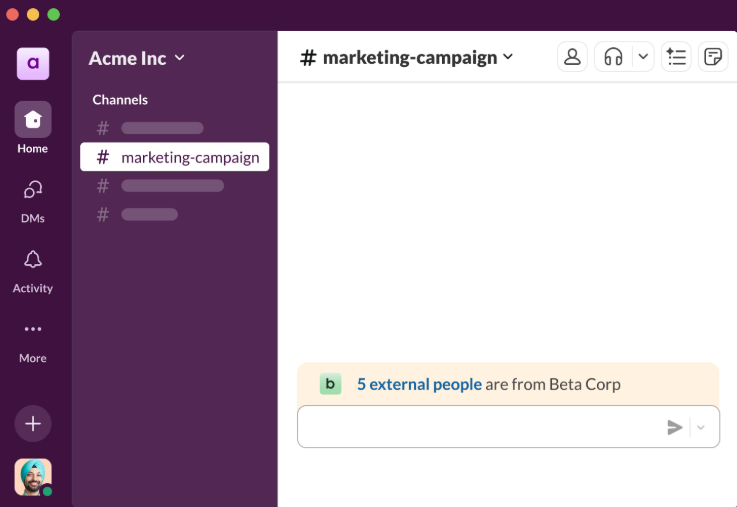 a
Acme Inc
# marketing-campaign
Channels
#
# marketing-campaign
#
#
Home
DMs
Activity
More
b 5 external people are from Beta Corp